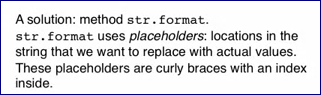 A solution: method str.format.
str.format uses placeholders: locations in the
string that we want to replace with actual values.
These placeholders are curly braces with an index
inside.